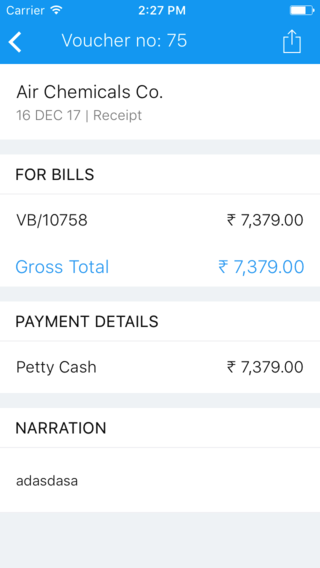 Carrier 2:27 PM
Voucher no: 75
Air Chemicals Co.
16 DEC 17 | Receipt
FOR BILLS
VB/10758 ₹ 7,379.00
Gross Total ₹ 7,379.00
PAYMENT DETAILS
Petty Cash ₹ 7,379.00
NARRATION
adasdasa